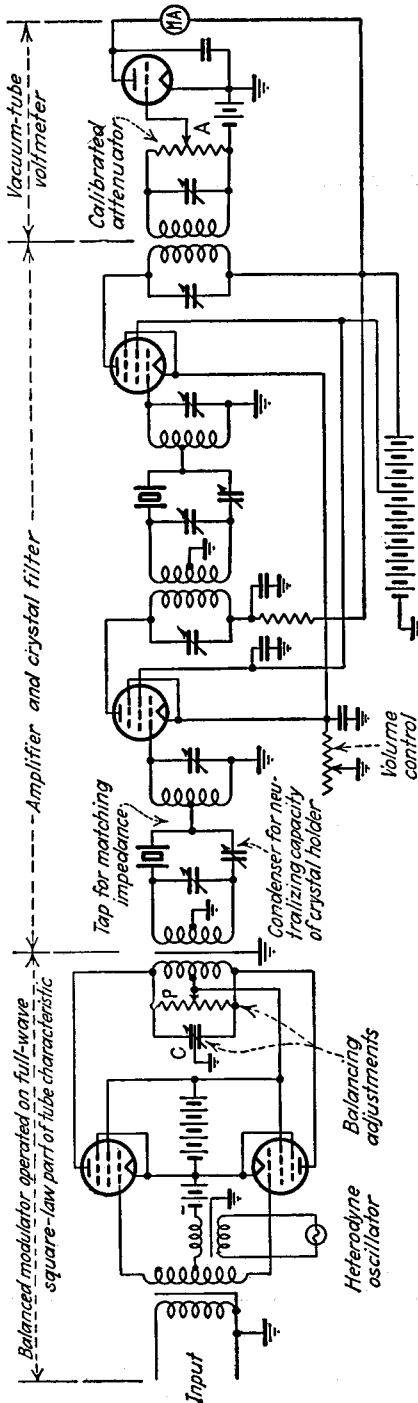 Balanced modulator operated on full-wave
square-law part of tube characteristic
Amplifier and crystal filter
Vacuum-tube
voltmeter
Input
Heterodyne
oscillator
Balancing
adjustments
C
P
Tap for matching
impedance
Condenser for neu-
tralizing capacity
of crystal holder
Volume
control
Calibrated
attenuator
A
MA